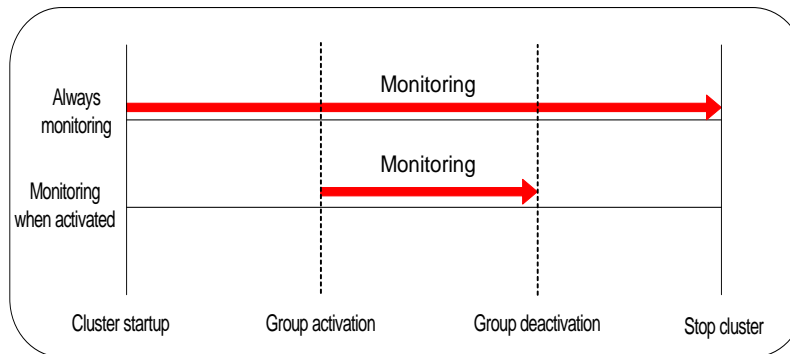 Always
monitoring
Monitoring
Monitoring
when activated
Monitoring
Cluster startup
Group activation
Group deactivation
Stop cluster